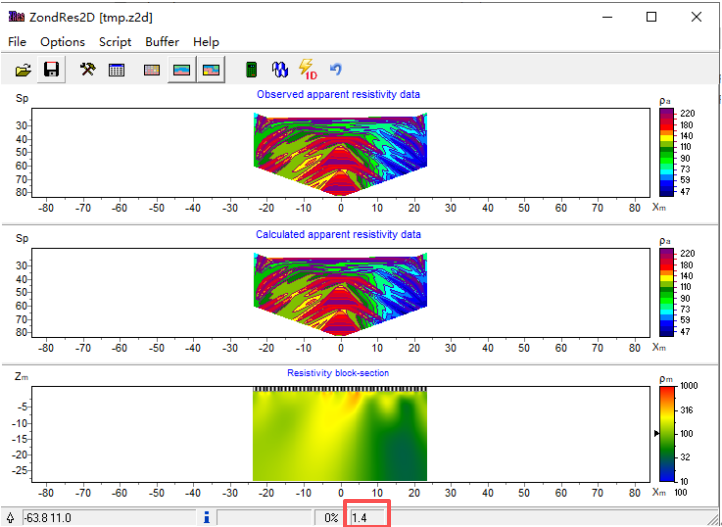 ZondRes2D [tmp.z2d]
File Options Script Buffer Help
1D
Observed apparent resistivity data
Sp
ρa
30
40
50
60
70
80
220
180
140
110
90
73
59
47
-80 -70 -60 -50 -40 -30 -20 -10 0 10 20 30 40 50 60 70 80 Xm
Calculated apparent resistivity data
Sp
ρa
30
40
50
60
70
80
220
180
140
110
90
73
59
47
-80 -70 -60 -50 -40 -30 -20 -10 0 10 20 30 40 50 60 70 80 Xm
Resistivity block-section
Zm
ρm
-5
-10
-15
-20
-25
1000
316
100
32
10
-80 -70 -60 -50 -40 -30 -20 -10 0 10 20 30 40 50 60 70 80 Xm 100
-63.8 11.0 i 0% 1.4